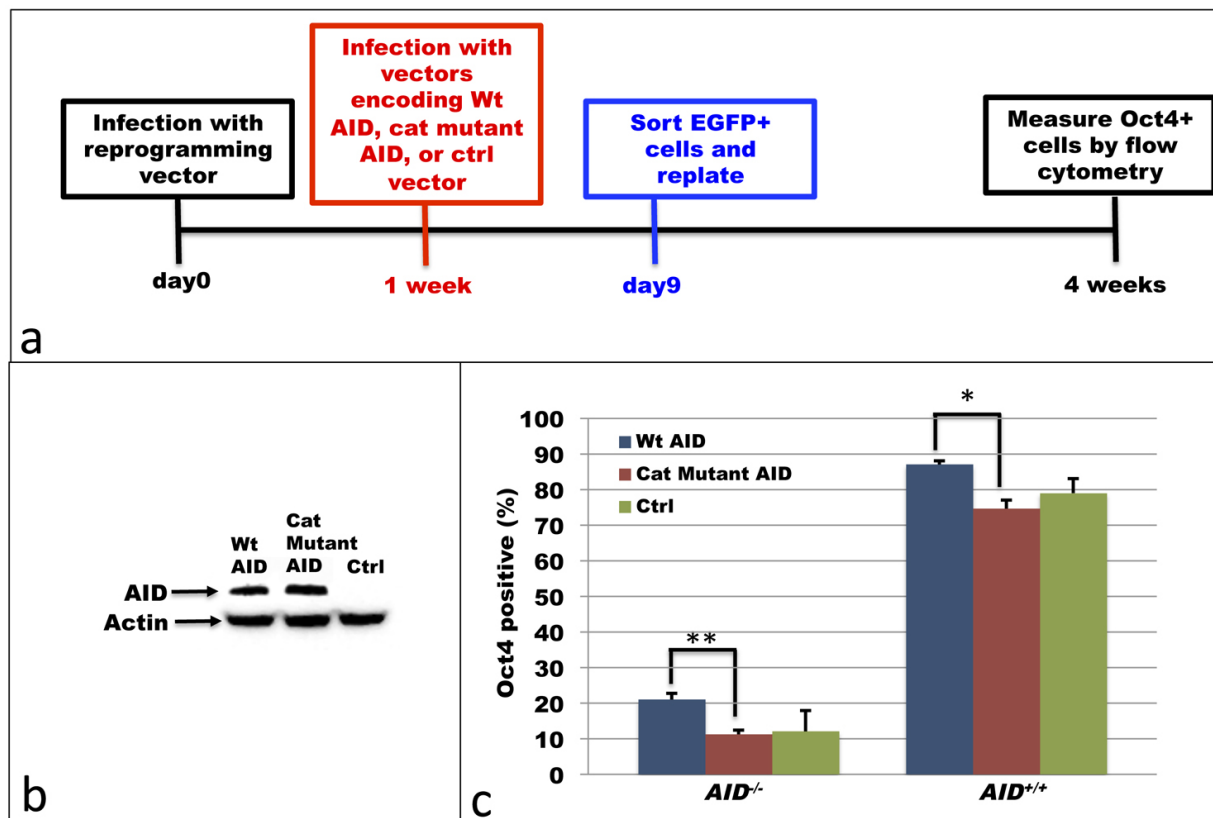 Infection with
reprogramming
vector
Infection with
vectors
encoding Wt
AID, cat mutant
AID, or ctrl
vector
Sort EGFP+
cells and
replate
Measure Oct4+
cells by flow
cytometry
day0
1 week
day9
4 weeks
a
Wt
AID
Cat
Mutant
AID
Ctrl
AID
Actin
b
Oct4 positive (%)
100
90
80
70
60
50
40
30
20
10
0
Wt AID
Cat Mutant AID
Ctrl
**
*
AID-/-
AID+/+
c